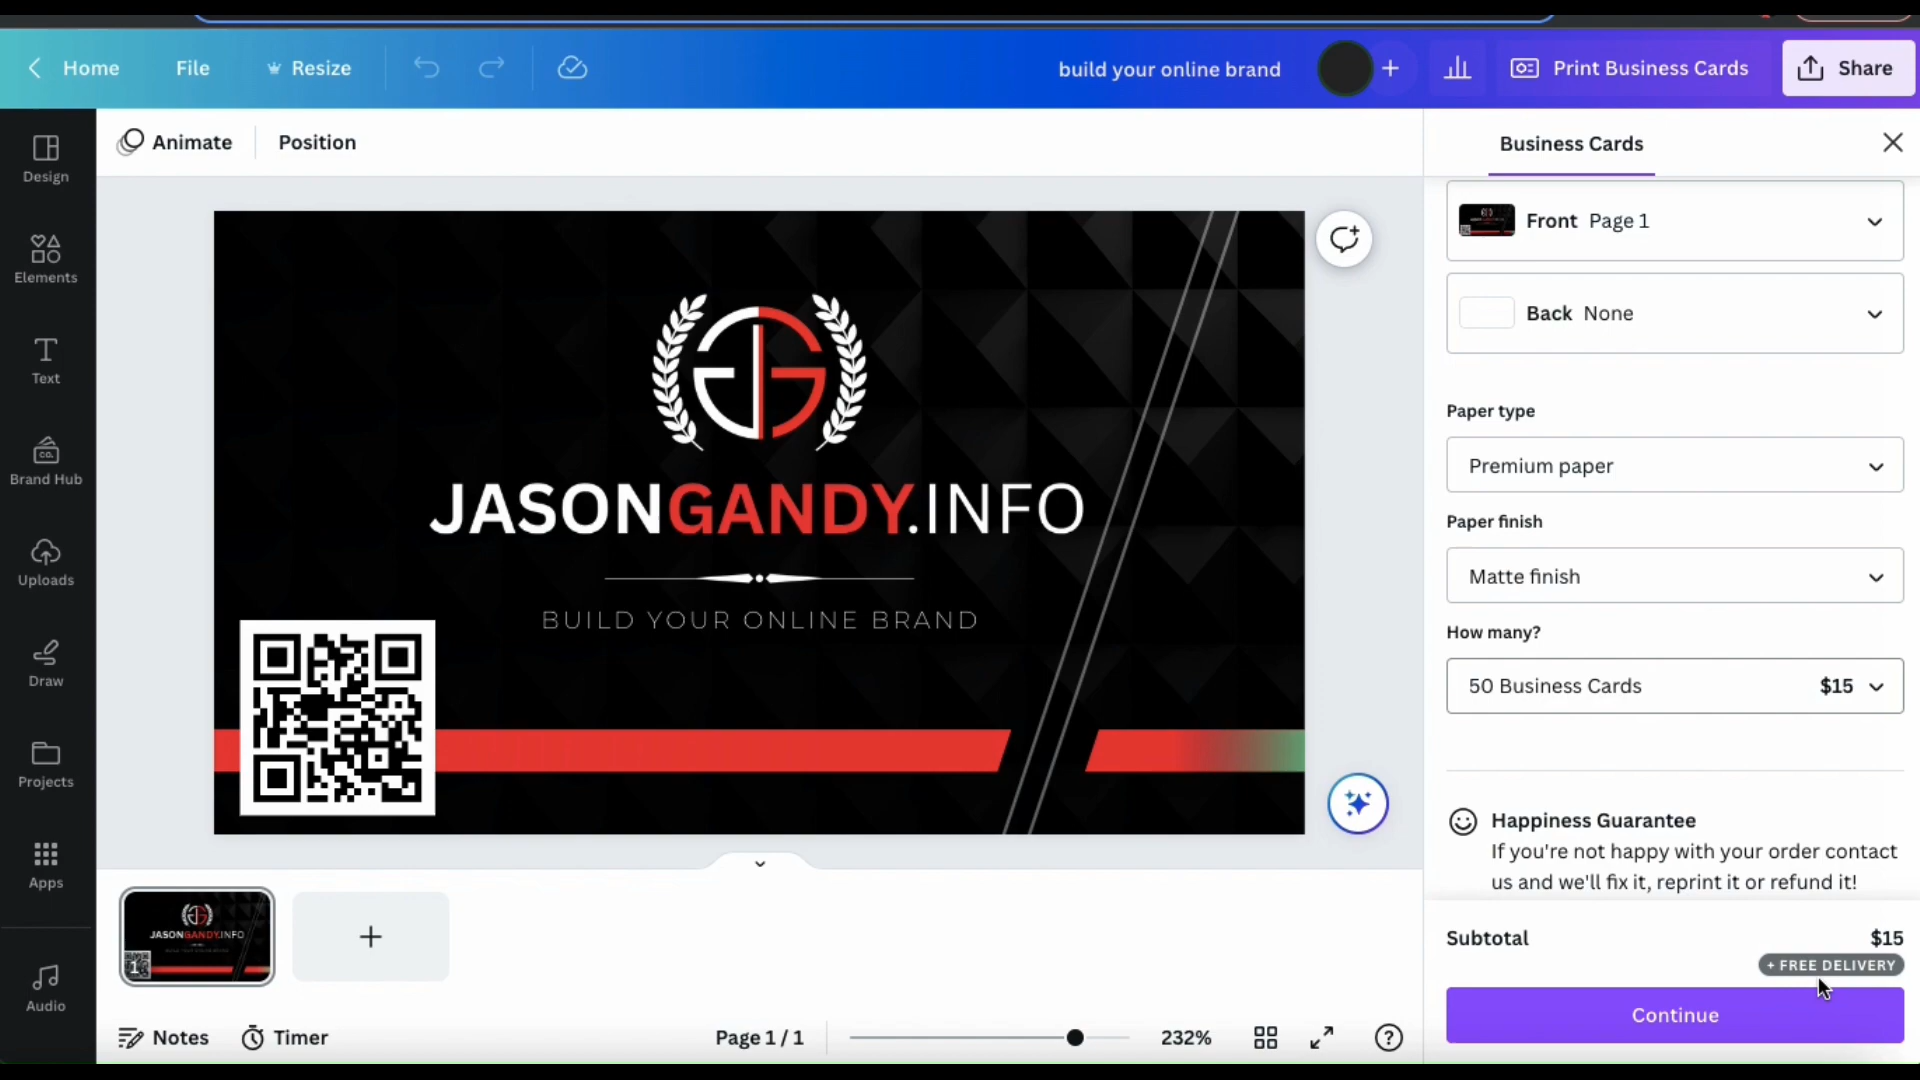 Home
File
Resize
build your online brand
Print Business Cards
Share
Design
Elements
Text
CO.
Brand Hub
Uploads
Draw
Projects
Apps
Audio
Animate
Position
JASONGANDY.INFO
BUILD YOUR ONLINE BRAND
JASONGANDY.INFO
1
Notes
Timer
Page 1 / 1
232%
Business Cards
Front Page 1
Back None
Paper type
Premium paper
Paper finish
Matte finish
How many?
50 Business Cards $15
Happiness Guarantee
If you're not happy with your order contact
us and we'll fix it, reprint it or refund it!
Subtotal $15
+ FREE DELIVERY
Continue